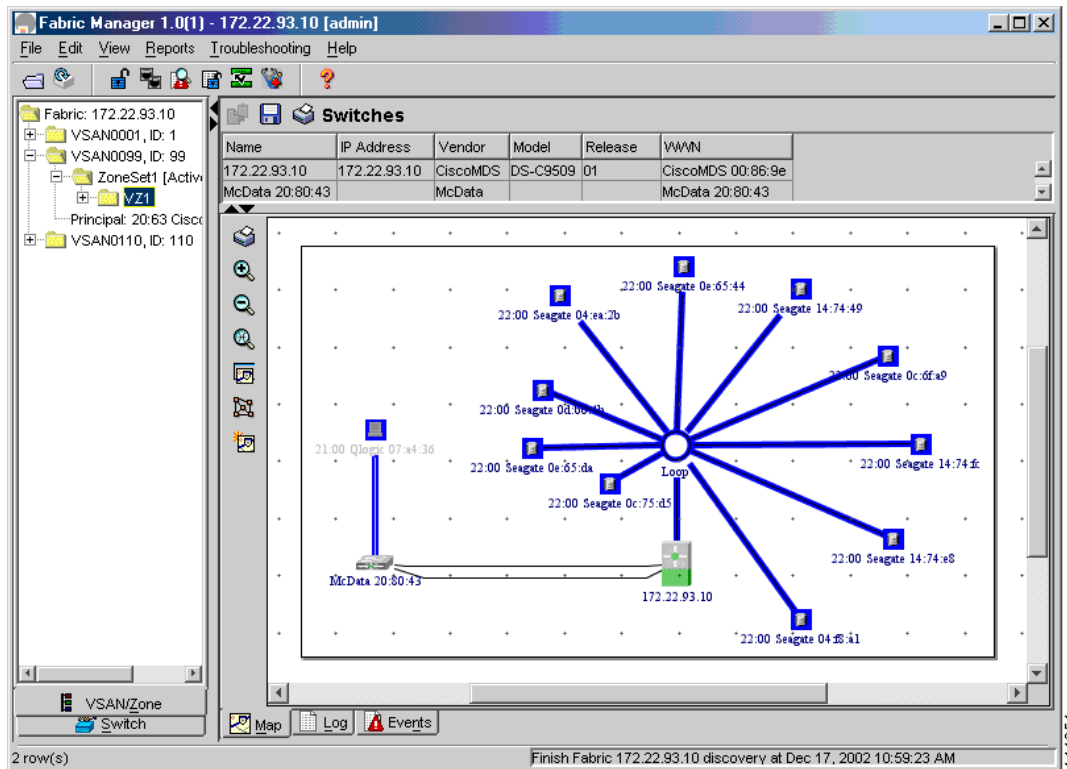 Fabric Manager 1.0(1) - 172.22.93.10 [admin]
File Edit View Reports Troubleshooting Help
Fabric: 172.22.93.10
VSAN0001, ID: 1
VSAN0099, ID: 99
ZoneSet1 [Active
VZ1
Principal: 20:63 Cisco
VSAN0110, ID: 110
VSAN/Zone
Switch
Switches
Name IP Address Vendor Model Release WWN
172.22.93.10 172.22.93.10 CiscoMDS DS-C9509 01 CiscoMDS 00:86:9e
McData 20:80:43 McData McData 20:80:43
22:00 Seagate 0e:65:44
22:00 Seagate 04:ea:2b
22:00 Seagate 14:74:49
22:00 Seagate 0c:6f:a9
22:00 Seagate
21:00 Qlogic 07:a4:36
22:00 Seagate 0e:65:da
Loop
22:00 Seagate 14:74:fc
22:00 Seagate 0c:75:d5
22:00 Seagate 14:74:e8
McData 20:80:43
172.22.93.10
22:00 Seagate 04:f8:a1
Map Log Events
2 row(s)
Finish Fabric 172.22.93.10 discovery at Dec 17, 2002 10:59:23 AM